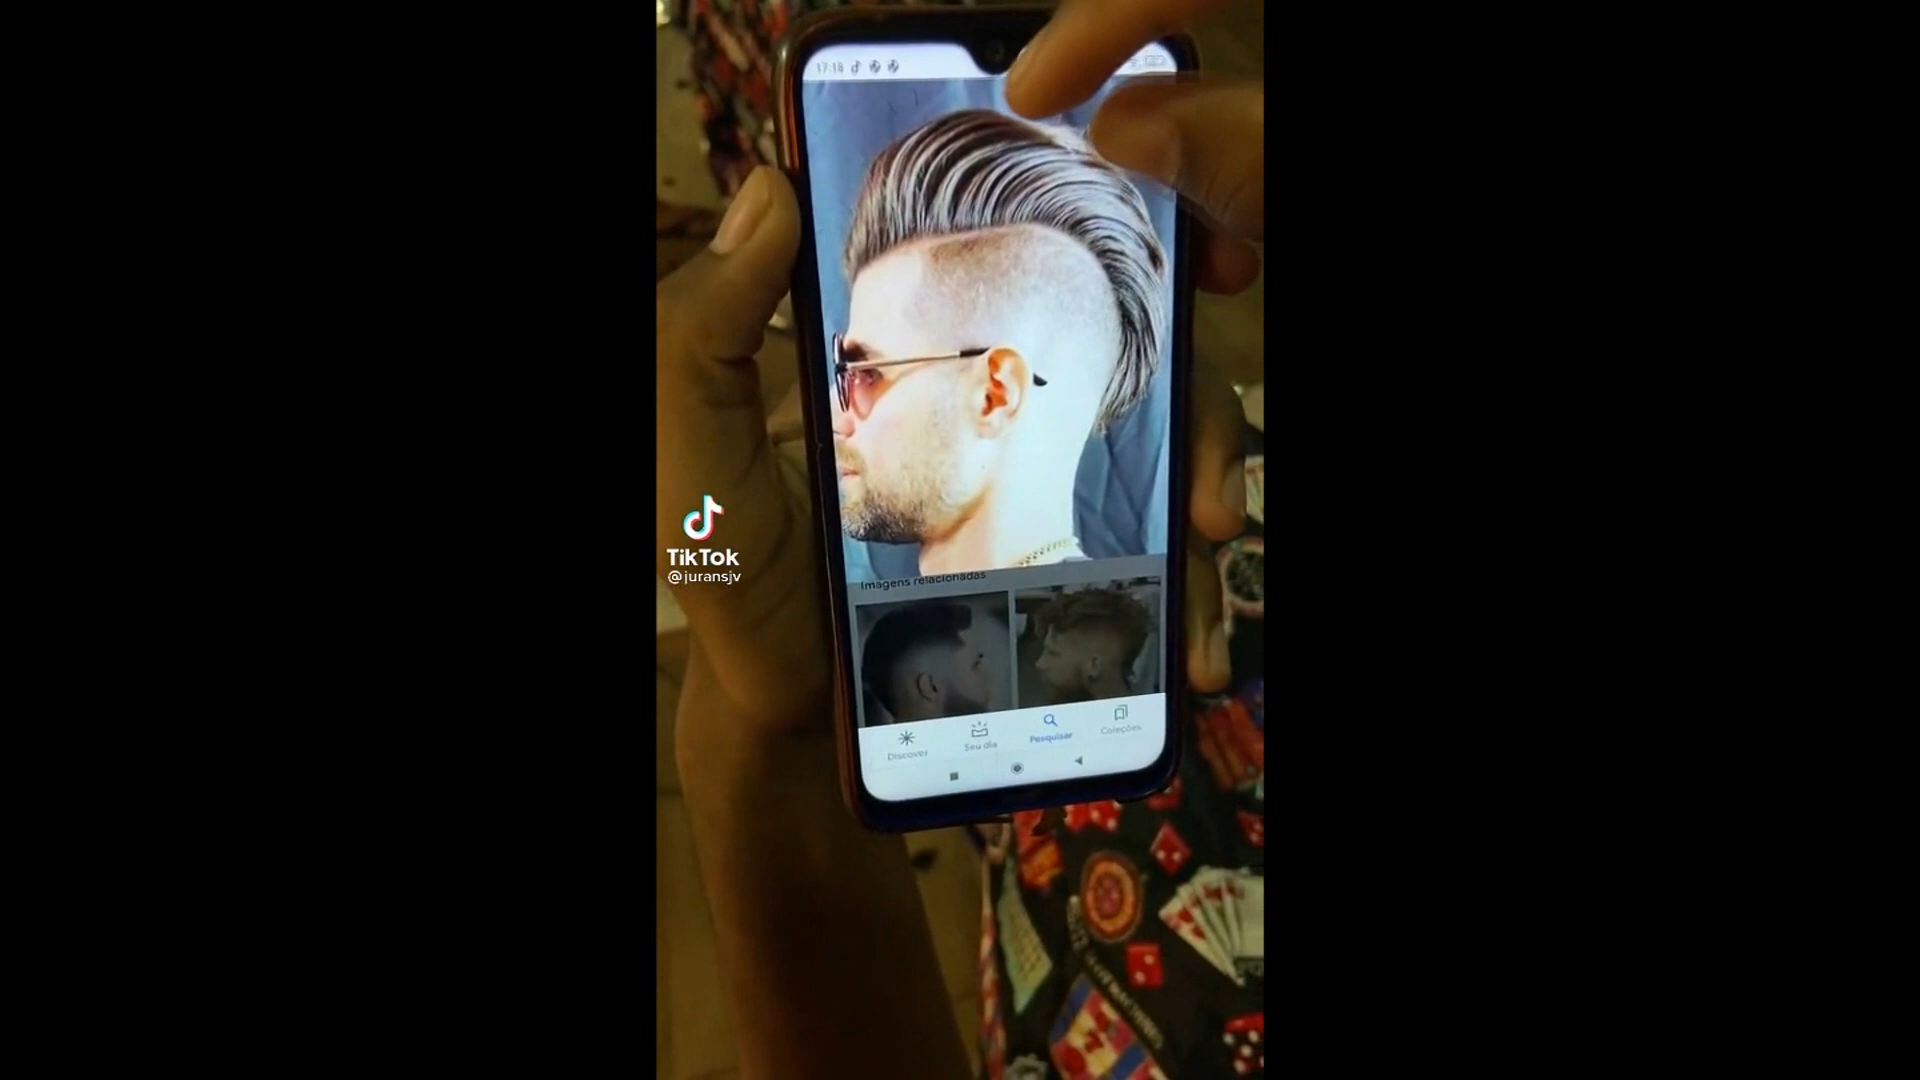 17:18
TikTok
@juransjv
Imagens relacionadas
Discover
Seu dia
Pesquisar
Coleções